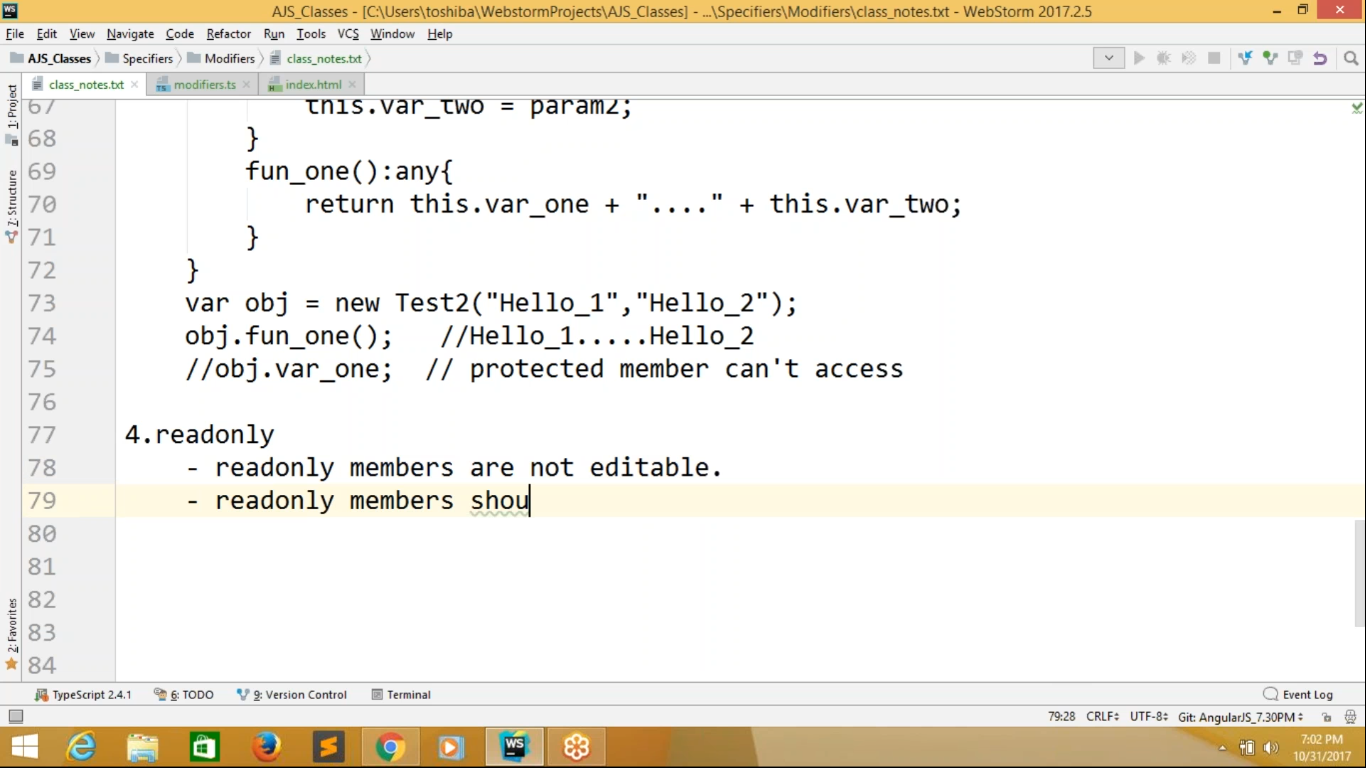 AJS_Classes - [C:\Users\toshiba\WebstormProjects\AJS_Classes] - ...\Specifiers\Modifiers\class_notes.txt - WebStorm 2017.2.5
File Edit View Navigate Code Refactor Run Tools VCS Window Help
AJS_Classes Specifiers Modifiers class_notes.txt
class_notes.txt modifiers.ts index.html
1: Project
7: Structure
2: Favorites
67 this.var_two = param2;
68 }
69 fun_one():any{
70 return this.var_one + "...." + this.var_two;
71 }
72 }
73 var obj = new Test2("Hello_1","Hello_2");
74 obj.fun_one(); //Hello_1.....Hello_2
75 //obj.var_one; // protected member can't access
76
77 4.readonly
78 - readonly members are not editable.
79 - readonly members shou
80
81
82
83
84
TypeScript 2.4.1 6: TODO 9: Version Control Terminal Event Log
79:28 CRLF UTF-8 Git: AngularJS_7.30PM
7:02 PM
10/31/2017